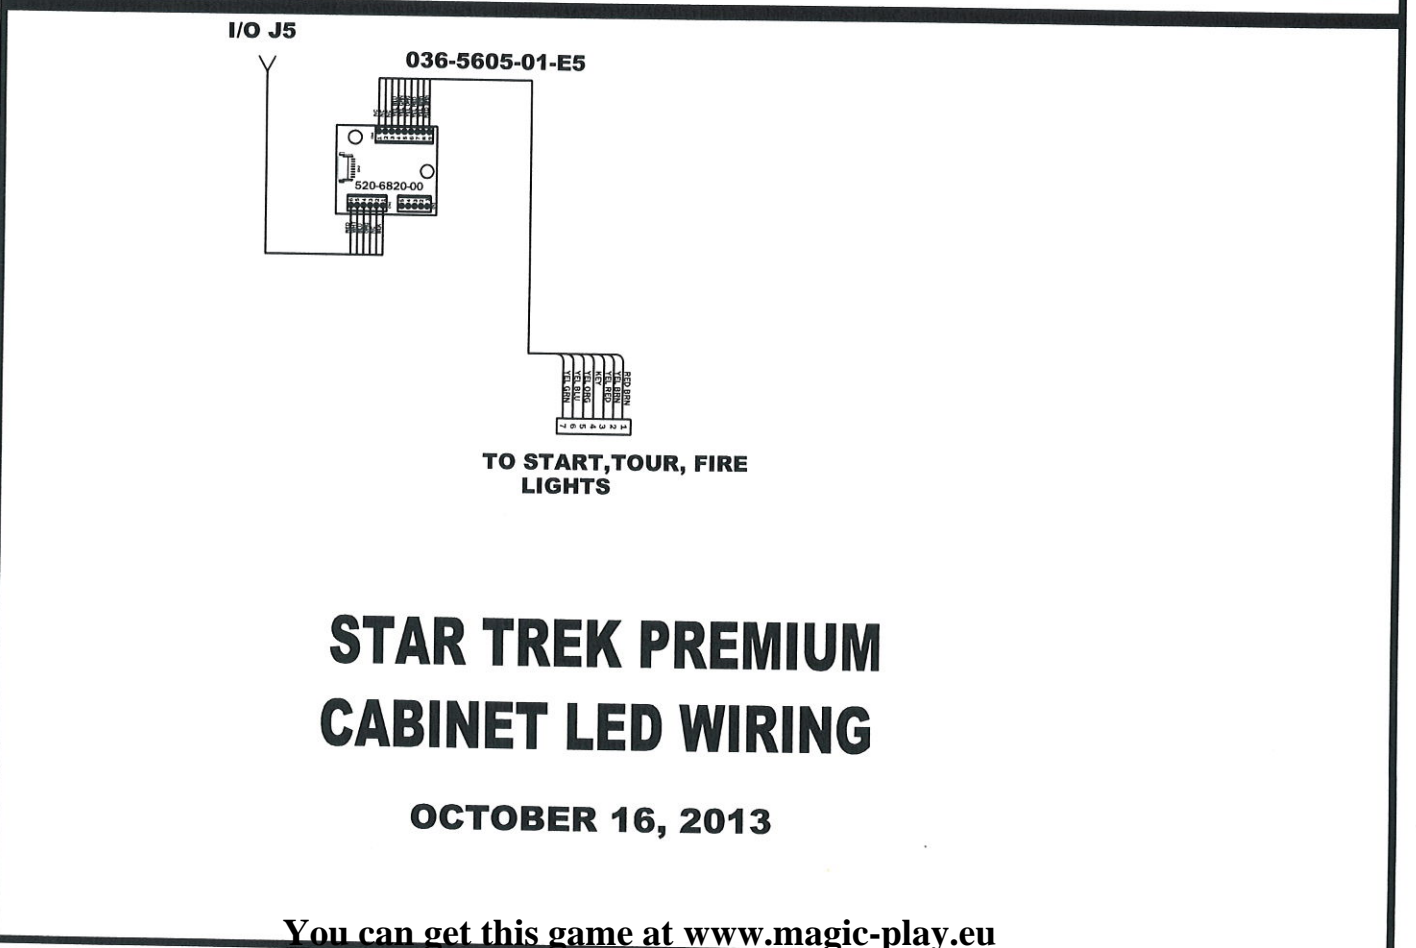 I/O J5
036-5605-01-E5
520-6820-00
RED BRN
YEL BRN
YEL RED
KEY
YEL ORG
YEL BLU
YEL GRN
7 6 5 4 3 2 1
TO START,TOUR, FIRE
LIGHTS
STAR TREK PREMIUM
CABINET LED WIRING
OCTOBER 16, 2013
You can get this game at www.magic-play.eu